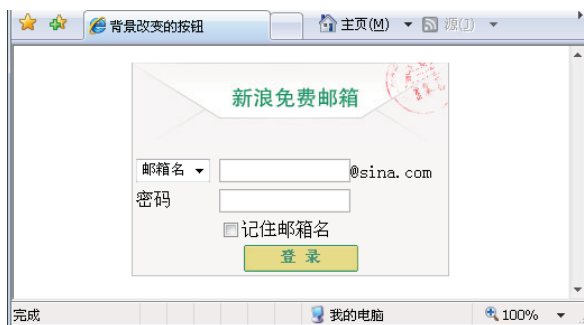 背景改变的按钮 主页(M) 源(J)
新浪免费邮箱
邮箱名 @sina.com
密码
记住邮箱名
登 录
完成 我的电脑 100%